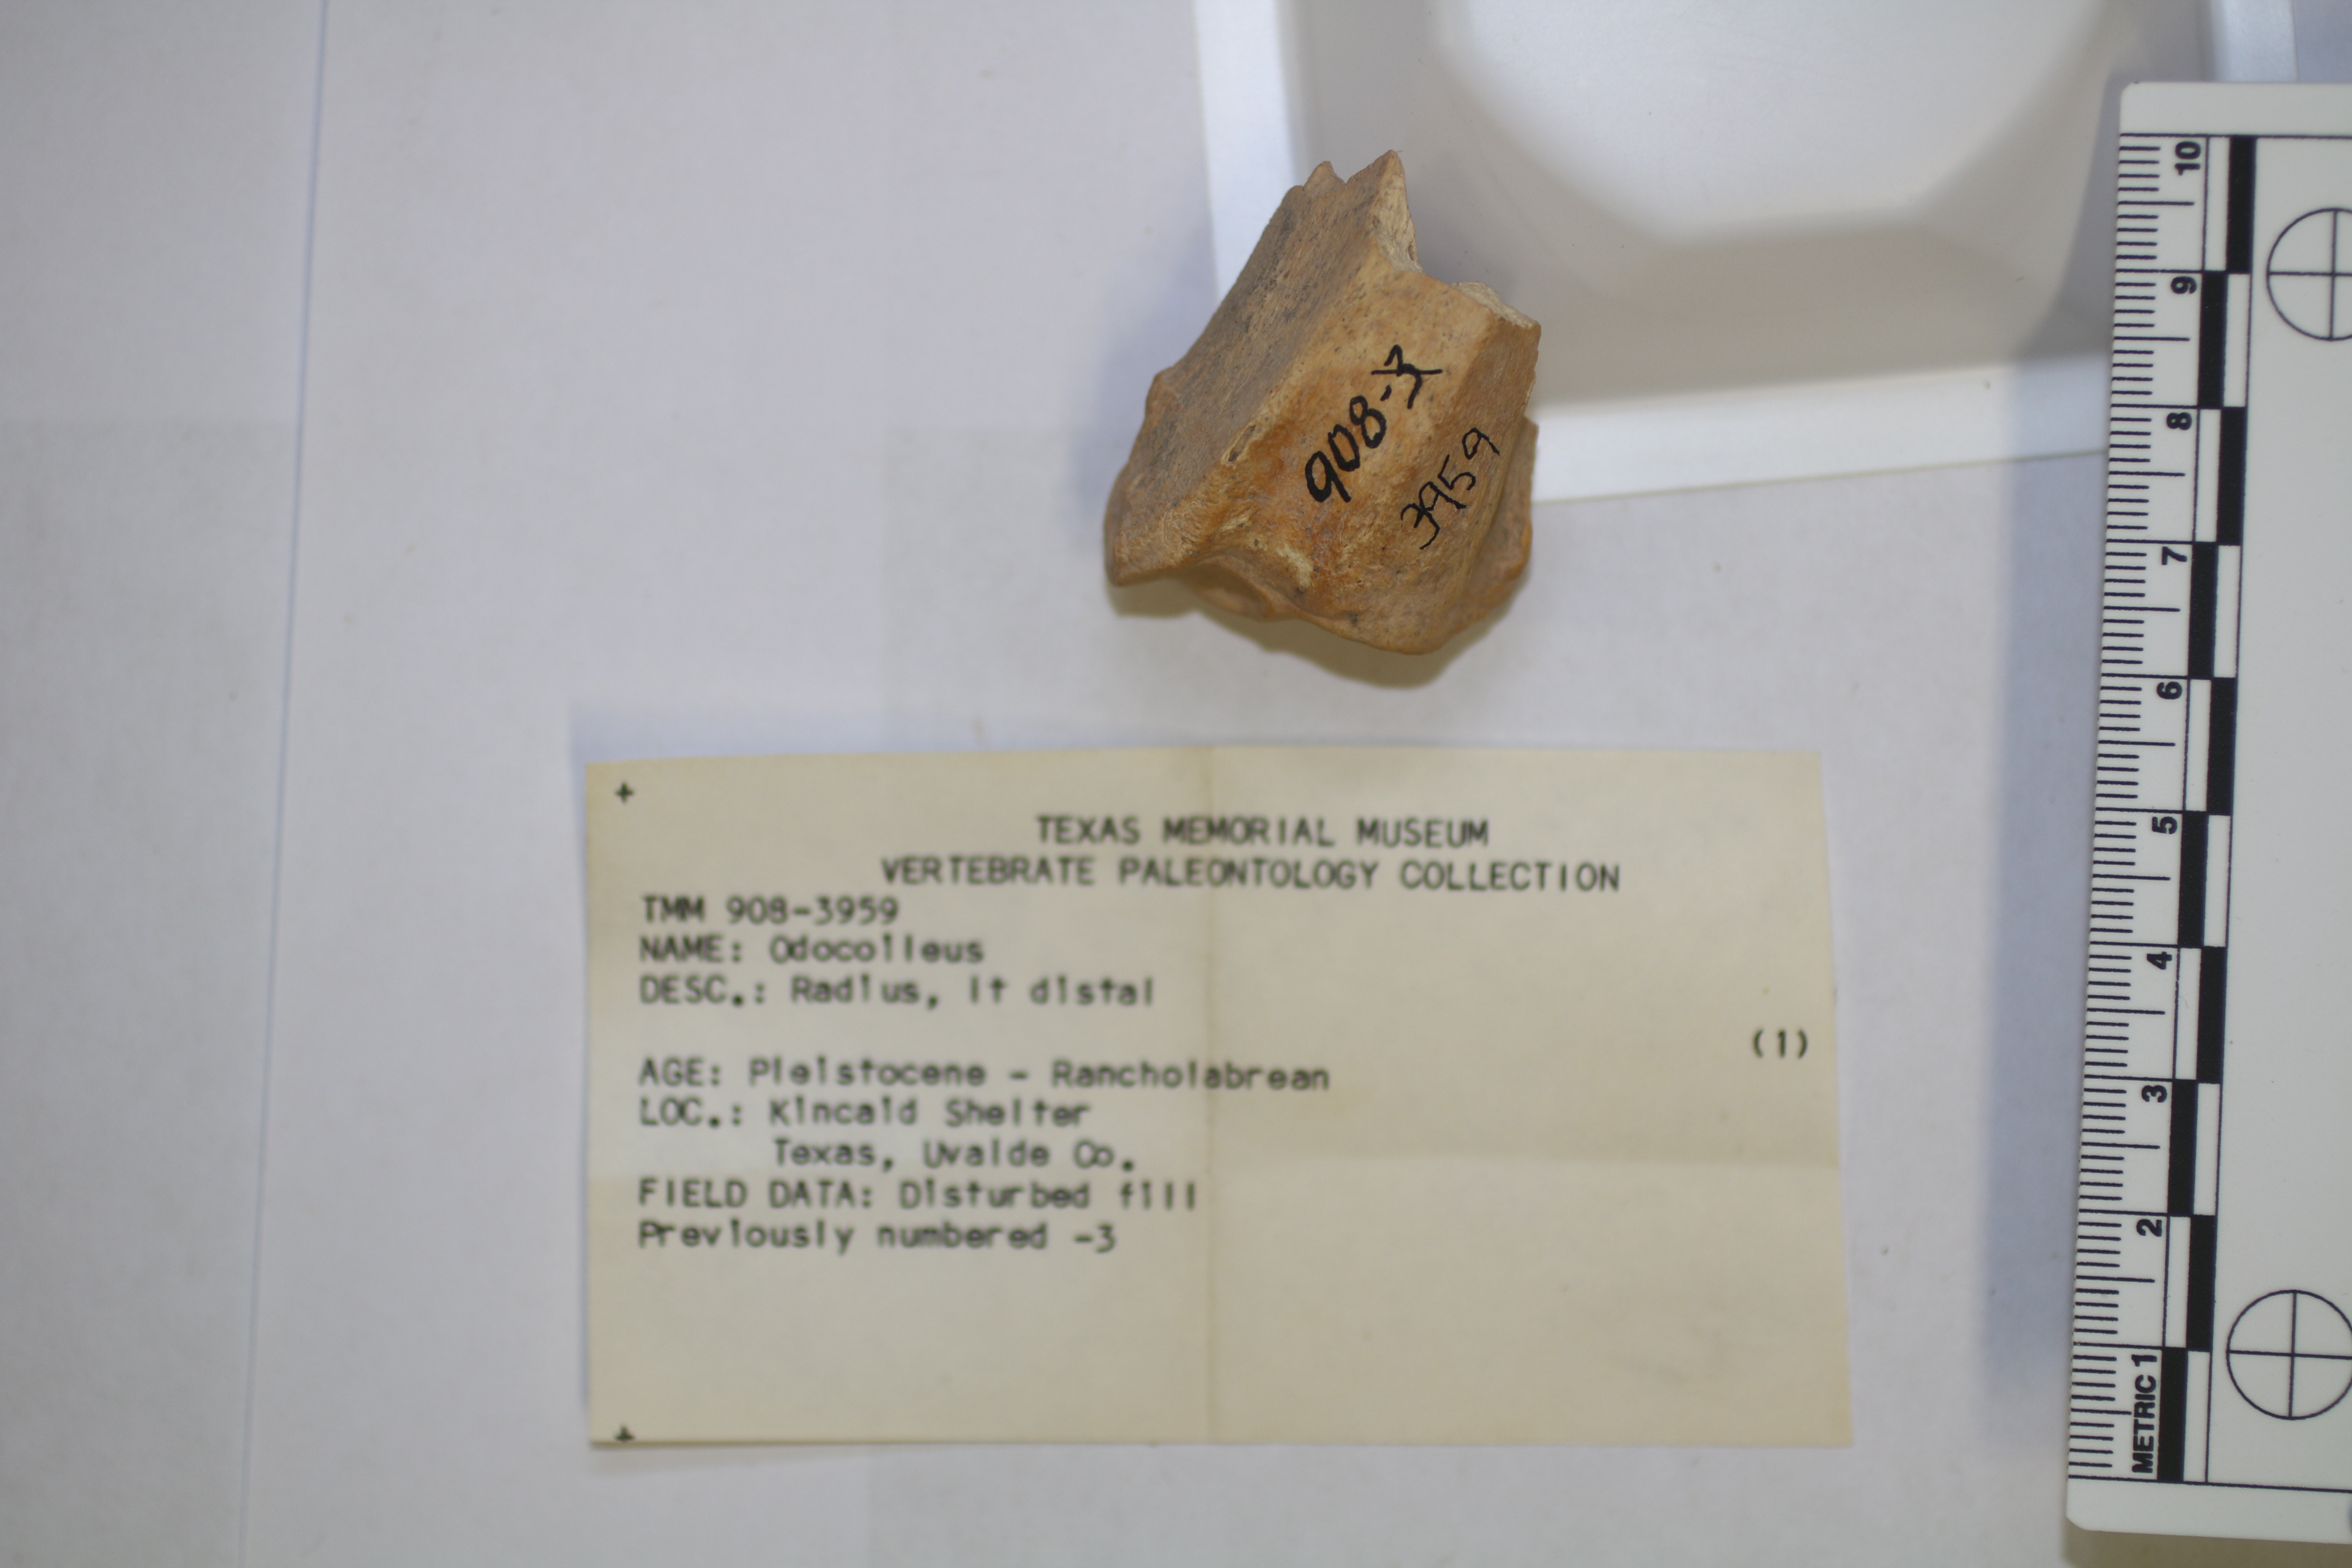 TEXAS MEMORIAL MUSEUM
VERTEBRATE PALEONTOLOGY COLLECTION
TMM 908-3959
NAME: Odocoileus
DESC.: Radius, lt distal
(1)
AGE: Pleistocene - Rancholabrean
LOC.: Kincaid Shelter
Texas, Uvalde Co.
FIELD DATA: Disturbed fill
Previously numbered -3
908-3
3959
METRIC 1 2 3 4 5 6 7 8 9 10